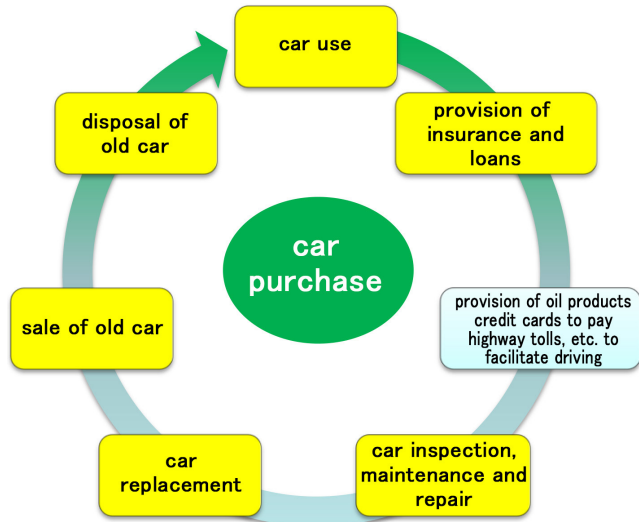 car use
provision of
insurance and
loans
provision of oil products
credit cards to pay
highway tolls, etc. to
facilitate driving
car inspection,
maintenance and
repair
car
replacement
sale of old car
disposal of
old car
car
purchase